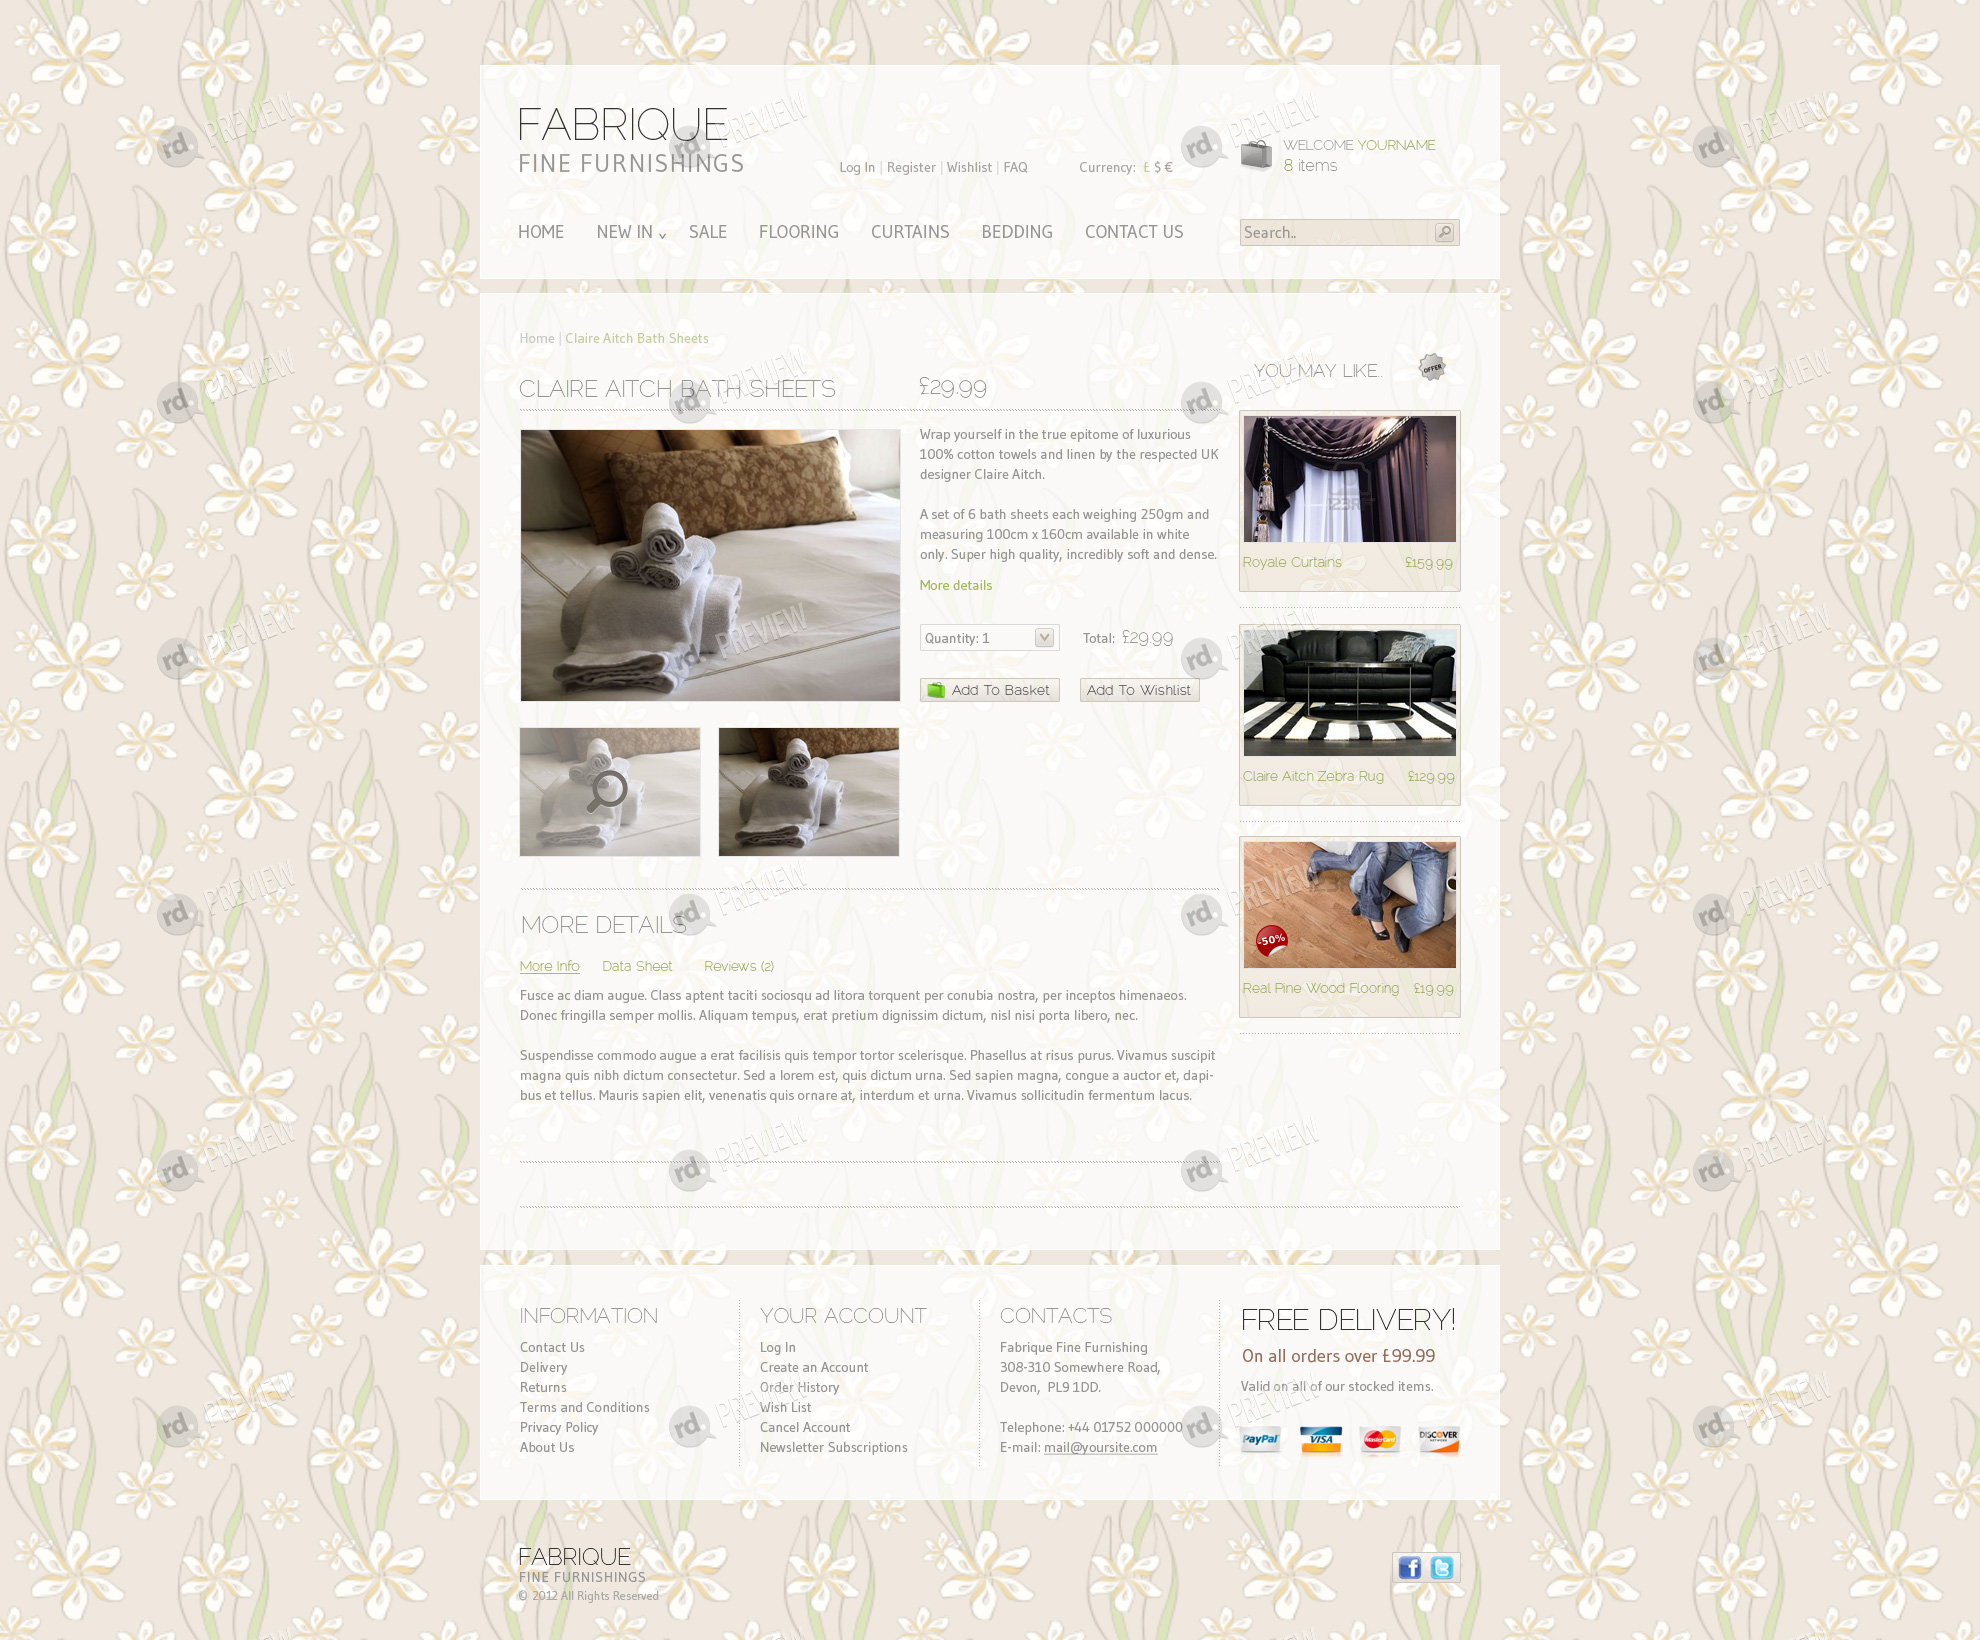 FABRIQUE
FINE FURNISHINGS
Log In | Register | Wishlist | FAQ
Currency: £ $ €
WELCOME YOURNAME
8 items
HOME NEW IN SALE FLOORING CURTAINS BEDDING CONTACT US
Search..
Home | Claire Aitch Bath Sheets
CLAIRE AITCH BATH SHEETS
£29.99
Wrap yourself in the true epitome of luxurious
100% cotton towels and linen by the respected UK
designer Claire Aitch.
A set of 6 bath sheets each weighing 250gm and
measuring 100cm x 160cm available in white
only. Super high quality, incredibly soft and dense.
More details
Quantity: 1
Total: £29.99
Add To Basket
Add To Wishlist
YOU MAY LIKE..
OFFER
Royale Curtains £159.99
Claire Aitch Zebra Rug £129.99
-50%
Real Pine Wood Flooring £19.99
MORE DETAILS
More Info Data Sheet Reviews (2)
Fusce ac diam augue. Class aptent taciti sociosqu ad litora torquent per conubia nostra, per inceptos himenaeos.
Donec fringilla semper mollis. Aliquam tempus, erat pretium dignissim dictum, nisl nisi porta libero, nec.
Suspendisse commodo augue a erat facilisis quis tempor tortor scelerisque. Phasellus at risus purus. Vivamus suscipit
magna quis nibh dictum consectetur. Sed a lorem est, quis dictum urna. Sed sapien magna, congue a auctor et, dapi-
bus et tellus. Mauris sapien elit, venenatis quis ornare at, interdum et urna. Vivamus sollicitudin fermentum lacus.
INFORMATION
Contact Us
Delivery
Returns
Terms and Conditions
Privacy Policy
About Us
YOUR ACCOUNT
Log In
Create an Account
Order History
Wish List
Cancel Account
Newsletter Subscriptions
CONTACTS
Fabrique Fine Furnishing
308-310 Somewhere Road,
Devon, PL9 1DD.
Telephone: +44 01752 000000
E-mail: mail@yoursite.com
FREE DELIVERY!
On all orders over £99.99
Valid on all of our stocked items.
PayPal VISA MasterCard DISCOVER NETWORK
FABRIQUE
FINE FURNISHINGS
© 2012 All Rights Reserved
rd. PREVIEW